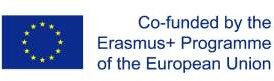 Co-funded by the
Erasmus+ Programme
of the European Union